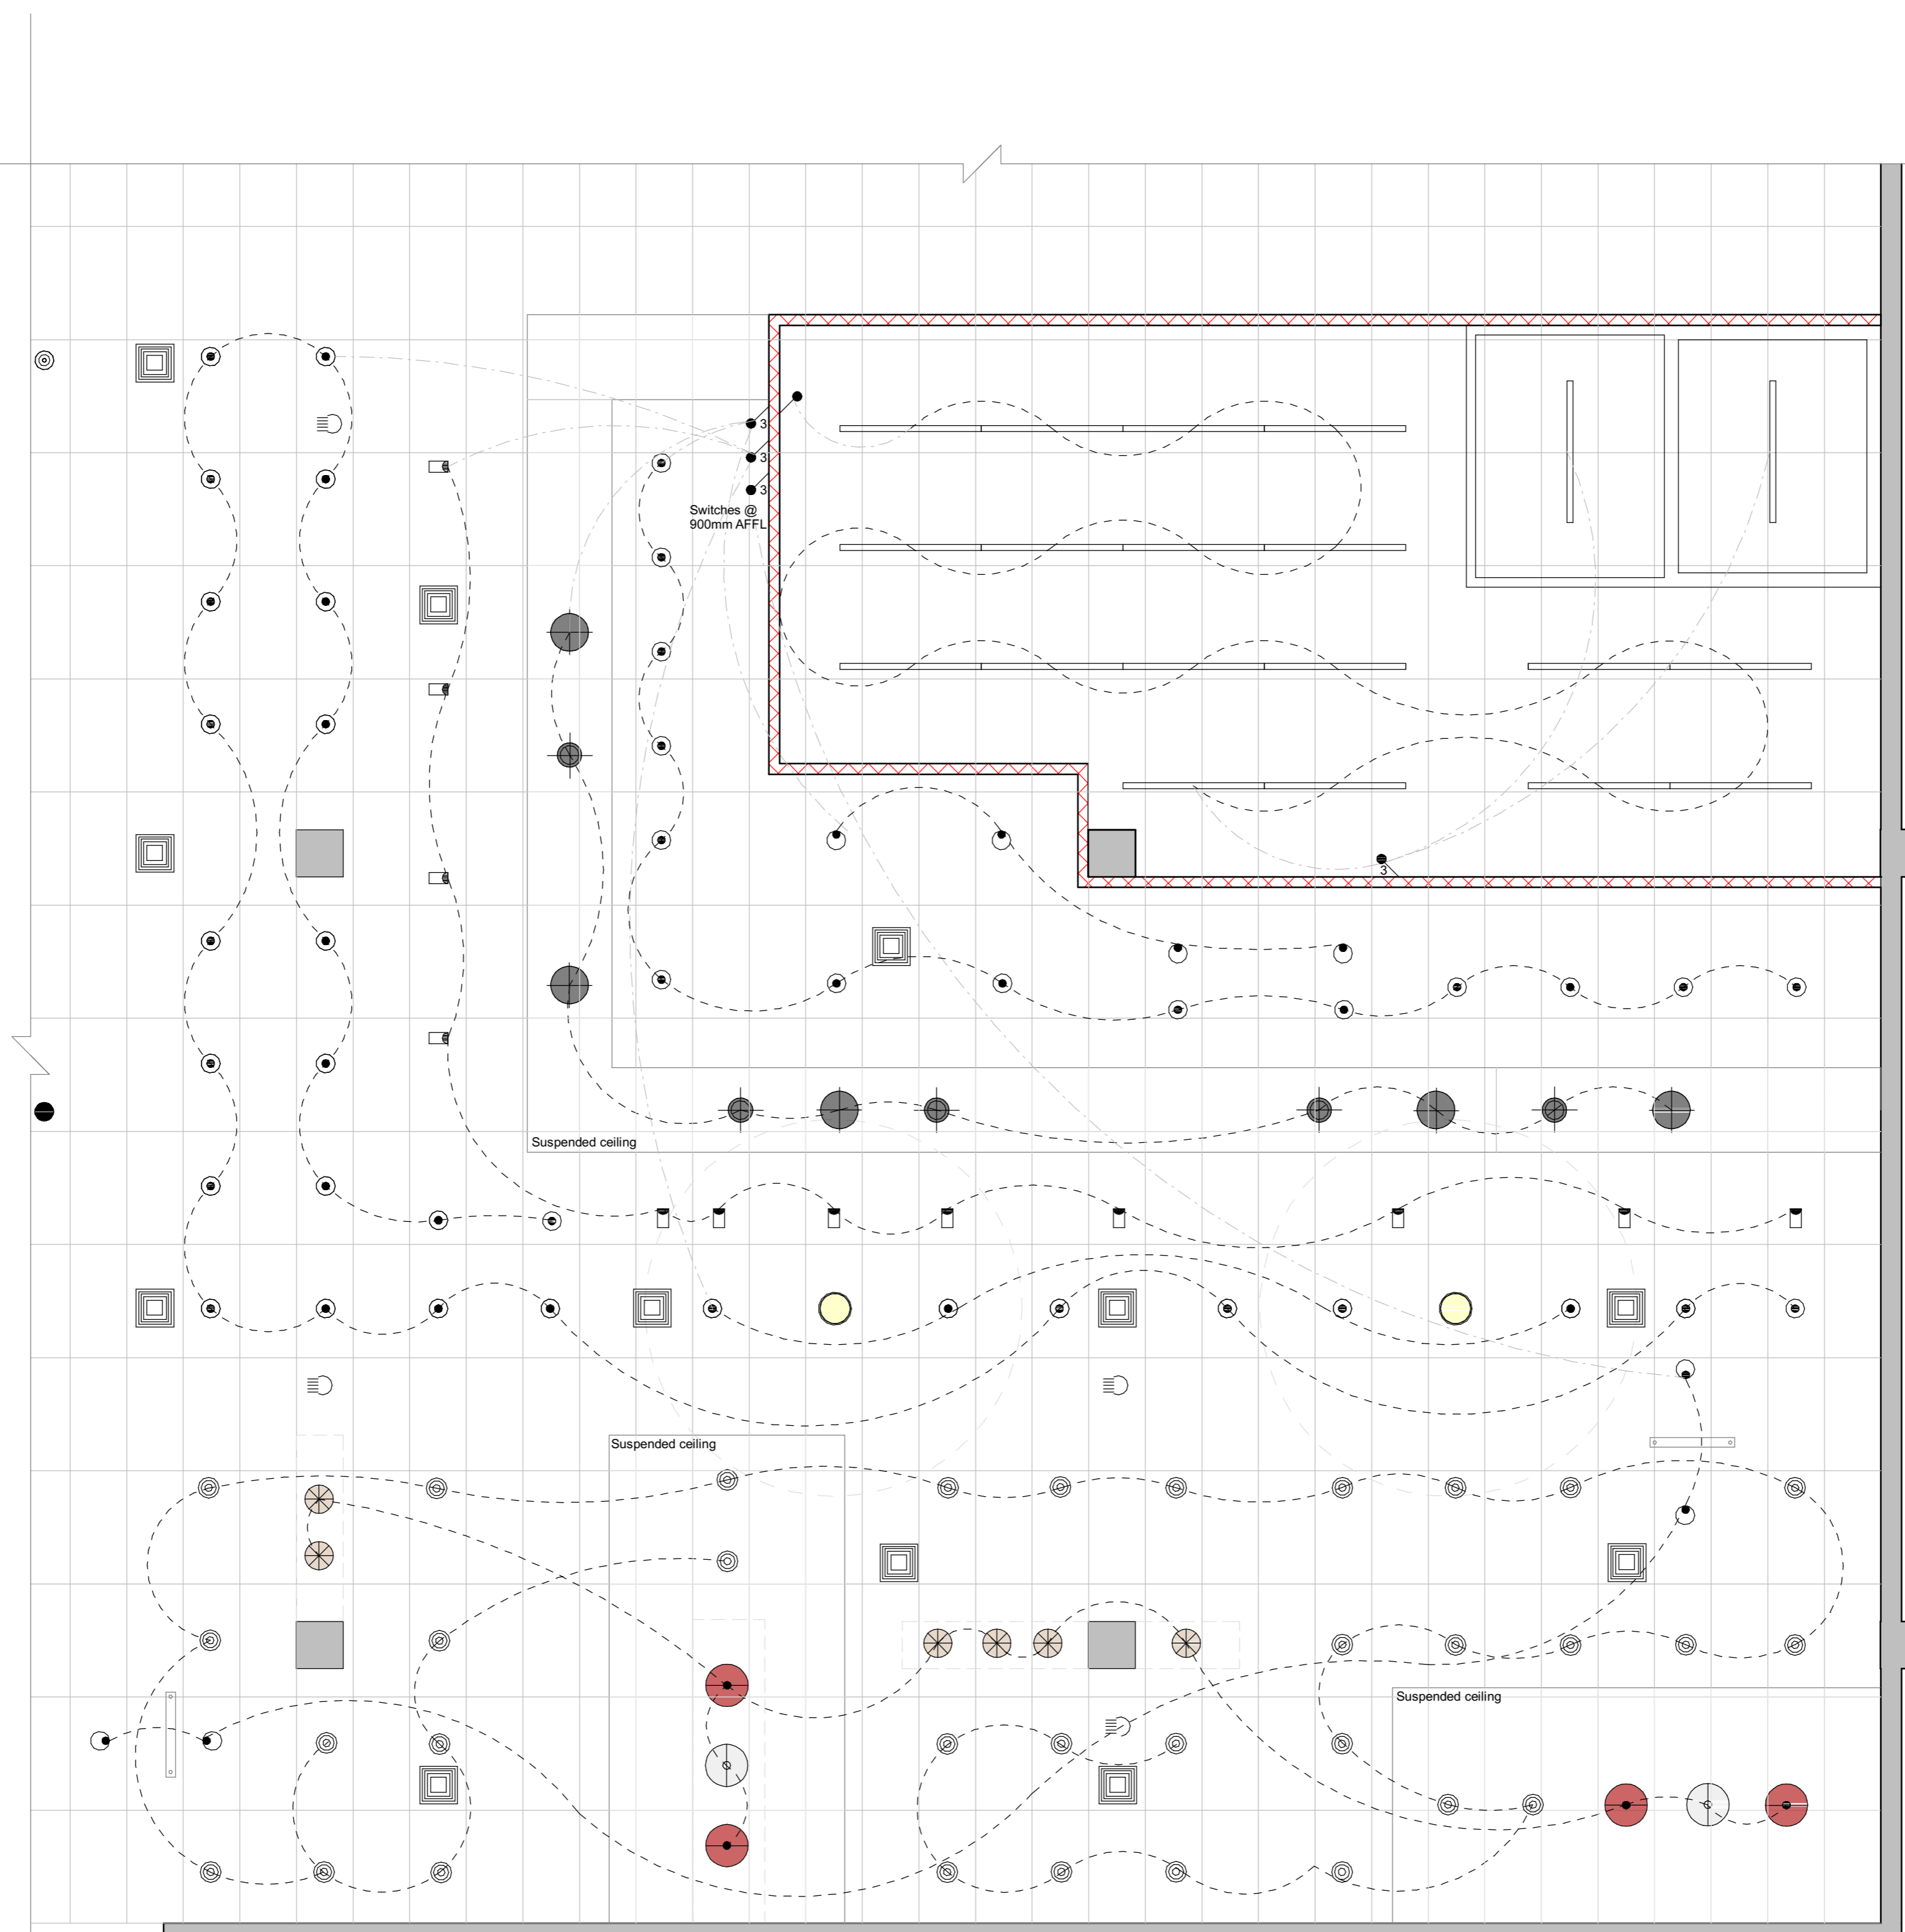 3
3
3
Switches @
900mm AFFL
3
Suspended ceiling
Suspended ceiling
Suspended ceiling